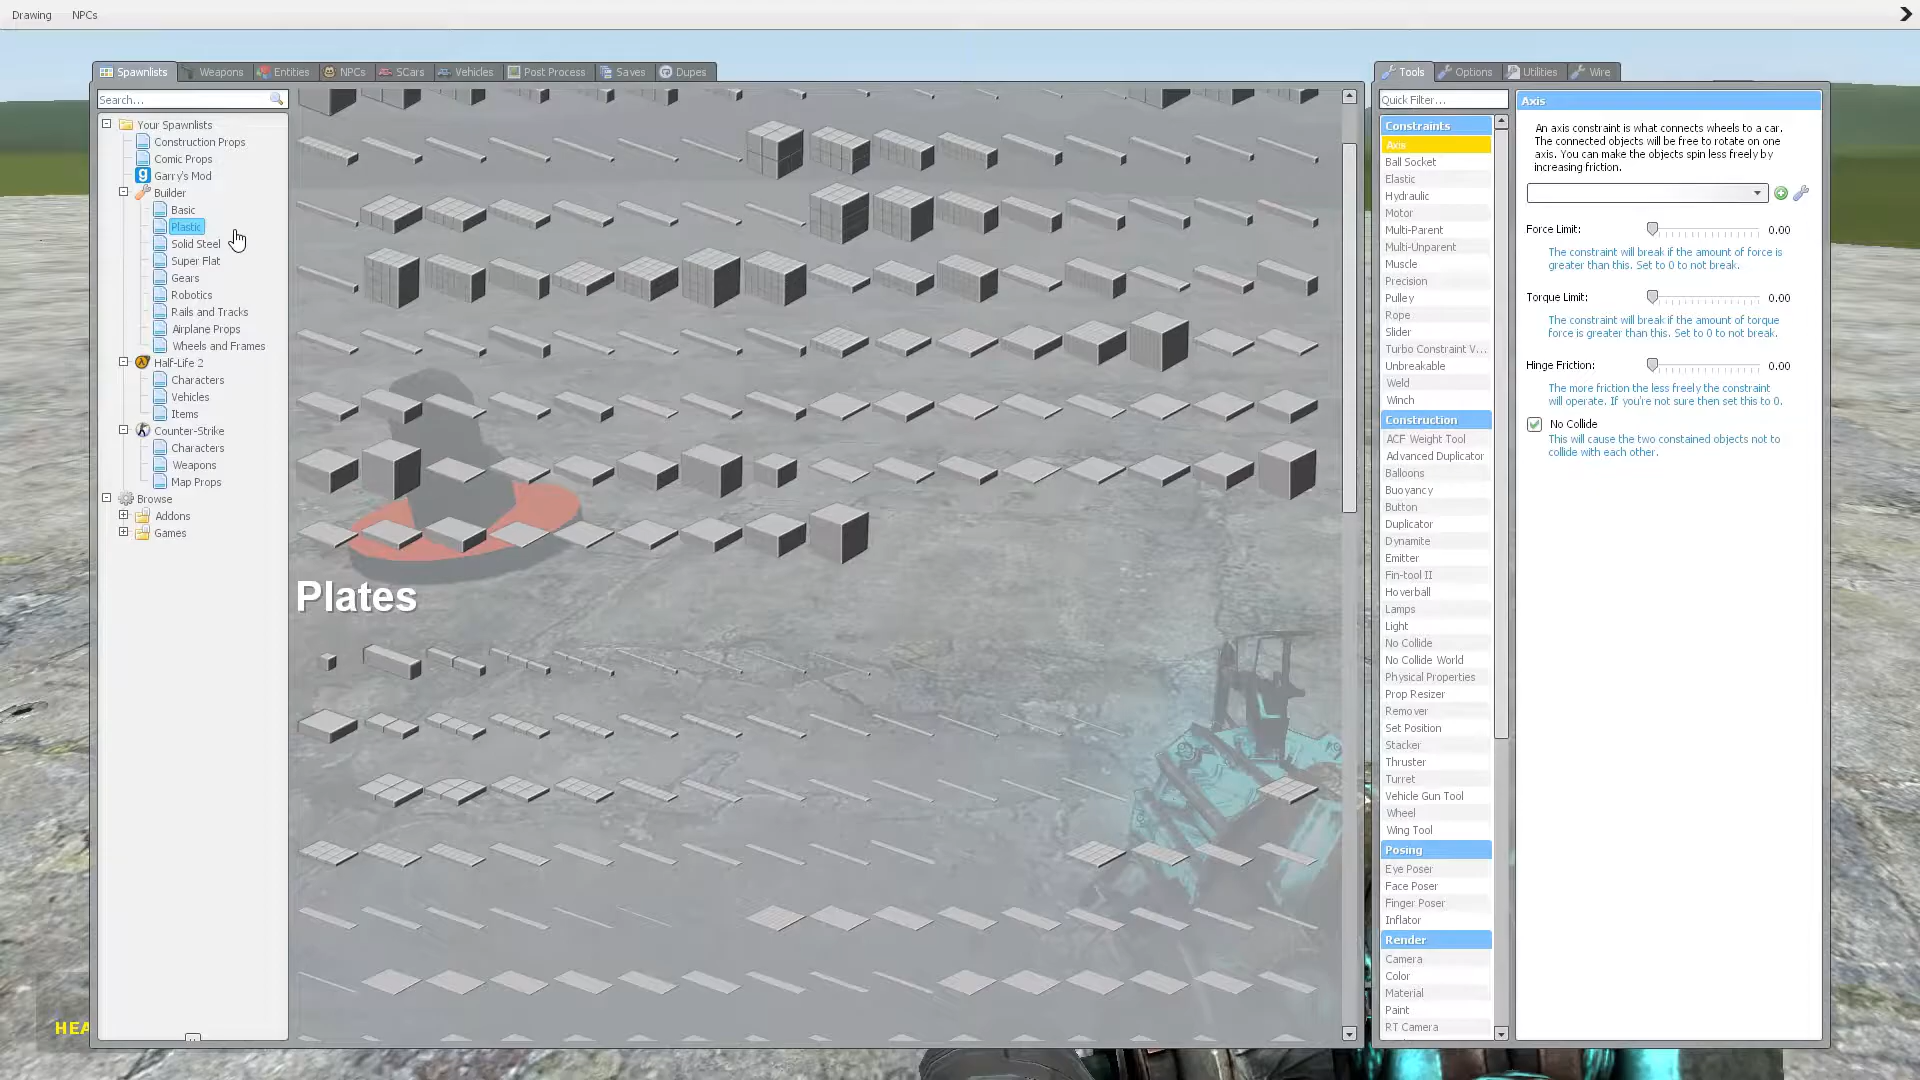 Drawing NPCs
Spawnlists Weapons Entities NPCs SCars Vehicles Post Process Saves Dupes
Search...
Your Spawnlists
Construction Props
Comic Props
Garry's Mod
Builder
Basic
Plastic
Solid Steel
Super Flat
Gears
Robotics
Rails and Tracks
Airplane Props
Wheels and Frames
Half-Life 2
Characters
Vehicles
Items
Counter-Strike
Characters
Weapons
Map Props
Browse
Addons
Games
Plates
HEA
Tools Options Utilities Wire
Quick Filter...
Constraints
Axis
Ball Socket
Elastic
Hydraulic
Motor
Multi-Parent
Multi-Unparent
Muscle
Precision
Pulley
Rope
Slider
Turbo Constraint V...
Unbreakable
Weld
Winch
Construction
ACF Weight Tool
Advanced Duplicator
Balloons
Buoyancy
Button
Duplicator
Dynamite
Emitter
Fin-tool II
Hoverball
Lamps
Light
No Collide
No Collide World
Physical Properties
Prop Resizer
Remover
Set Position
Stacker
Thruster
Turret
Vehicle Gun Tool
Wheel
Wing Tool
Posing
Eye Poser
Face Poser
Finger Poser
Inflator
Render
Camera
Color
Material
Paint
RT Camera
Axis
An axis constraint is what connects wheels to a car.
The connected objects will be free to rotate on one
axis. You can make the objects spin less freely by
increasing friction.
Force Limit: 0.00
The constraint will break if the amount of force is
greater than this. Set to 0 to not break.
Torque Limit: 0.00
The constraint will break if the amount of torque
force is greater than this. Set to 0 to not break.
Hinge Friction: 0.00
The more friction the less freely the constraint
will operate. If you're not sure then set this to 0.
No Collide
This will cause the two constained objects not to
collide with each other.